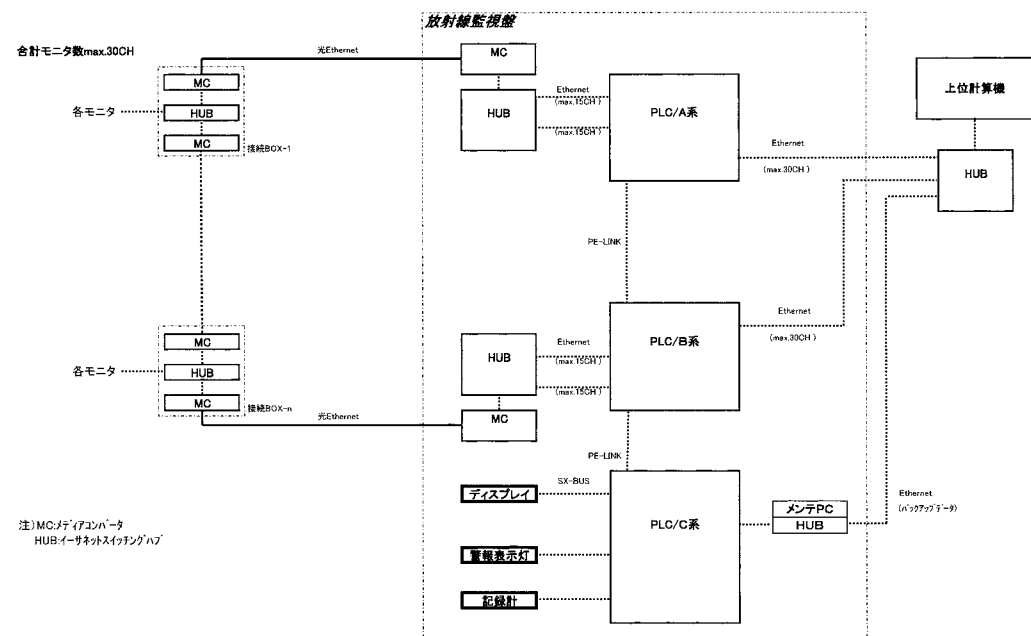 放射線監視盤
合計モニタ数max.30CH
光Ethernet
MC
MC
HUB
MC
各モニタ
接続BOX-1
HUB
Ethernet
(max.15CH )
(max.15CH )
PLC/A系
Ethernet
(max.30CH )
上位計算機
HUB
PE-LINK
MC
HUB
MC
各モニタ
接続BOX-n
光Ethernet
HUB
MC
Ethernet
(max.15CH )
(max.15CH )
PLC/B系
Ethernet
(max.30CH )
PE-LINK
SX-BUS
ディスプレイ
警報表示灯
記録計
PLC/C系
メンテPC
HUB
Ethernet
(バックアップデータ)
注)MC:メディアコンバータ
HUB:イーサネットスイッチングハブ